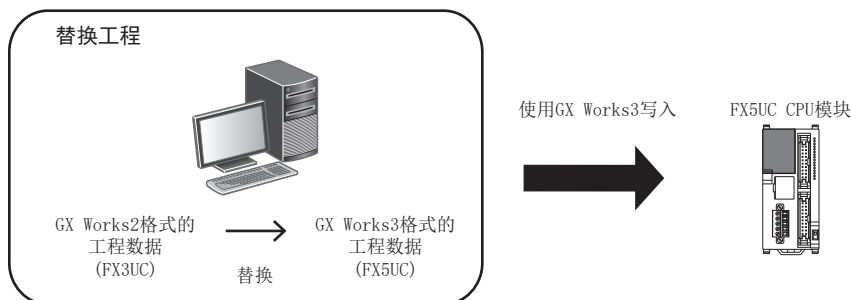 替换工程
使用GX Works3写入
FX5UC CPU模块
GX Works2格式的
工程数据
(FX3UC)
替换
GX Works3格式的
工程数据
(FX5UC)